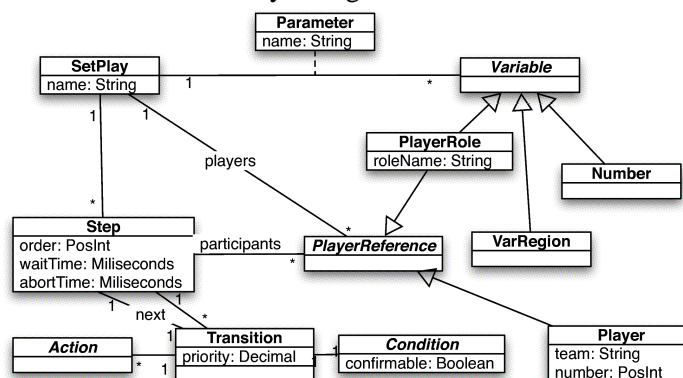 Parameter
name: String
SetPlay
name: String
1
*
Variable
1
1
PlayerRole
roleName: String
players
Number
*
*
Step
order: PosInt
waitTime: Miliseconds
abortTime: Miliseconds
participants
*
PlayerReference
VarRegion
1
1
next
*
1
Action
*
1
Transition
priority: Decimal
1
Condition
confirmable: Boolean
Player
team: String
number: PosInt